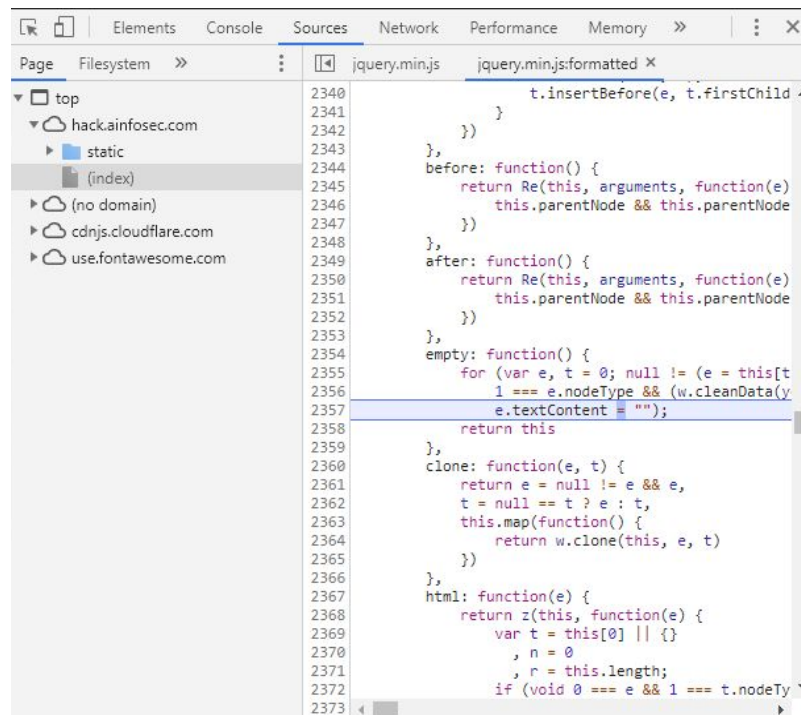 Elements Console Sources Network Performance Memory »
Page Filesystem »
jquery.min.js jquery.min.js:formatted ×
top
hack.ainfosec.com
static
(index)
(no domain)
cdnjs.cloudflare.com
use.fontawesome.com
2340 t.insertBefore(e, t.firstChild
2341 }
2342 })
2343 },
2344 before: function() {
2345 return Re(this, arguments, function(e)
2346 this.parentNode && this.parentNode
2347 })
2348 },
2349 after: function() {
2350 return Re(this, arguments, function(e)
2351 this.parentNode && this.parentNode
2352 })
2353 },
2354 empty: function() {
2355 for (var e, t = 0; null != (e = this[t
2356 1 === e.nodeType && (w.cleanData(y
2357 e.textContent = "");
2358 return this
2359 },
2360 clone: function(e, t) {
2361 return e = null != e && e,
2362 t = null == t ? e : t,
2363 this.map(function() {
2364 return w.clone(this, e, t)
2365 })
2366 },
2367 html: function(e) {
2368 return z(this, function(e) {
2369 var t = this[0] || {}
2370 , n = 0
2371 , r = this.length;
2372 if (void 0 === e && 1 === t.nodeTy
2373